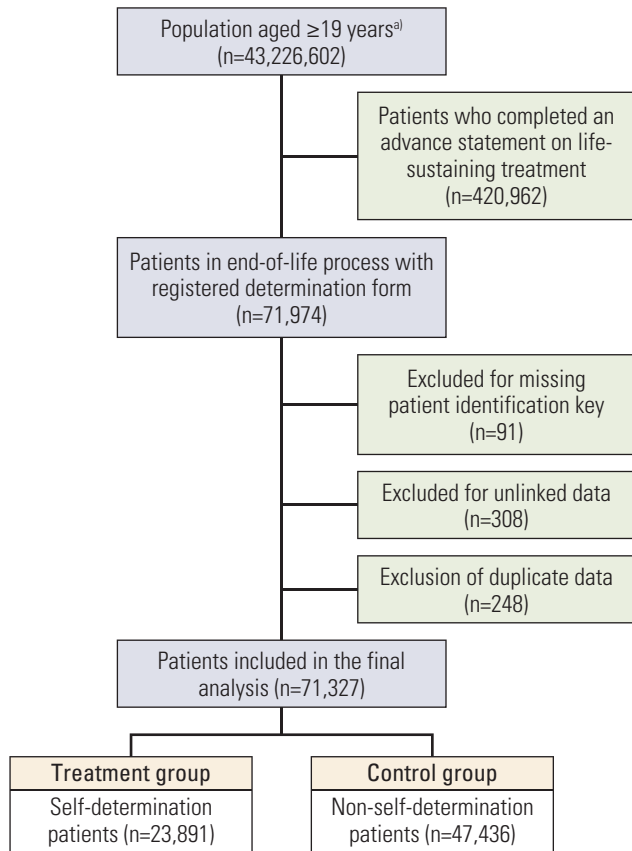 Population aged ≥19 years a)
(n=43,226,602)
Patients who completed an
advance statement on life-
sustaining treatment
(n=420,962)
Patients in end-of-life process with
registered determination form
(n=71,974)
Excluded for missing
patient identification key
(n=91)
Excluded for unlinked data
(n=308)
Exclusion of duplicate data
(n=248)
Patients included in the final
analysis (n=71,327)
Treatment group
Self-determination
patients (n=23,891)
Control group
Non-self-determination
patients (n=47,436)